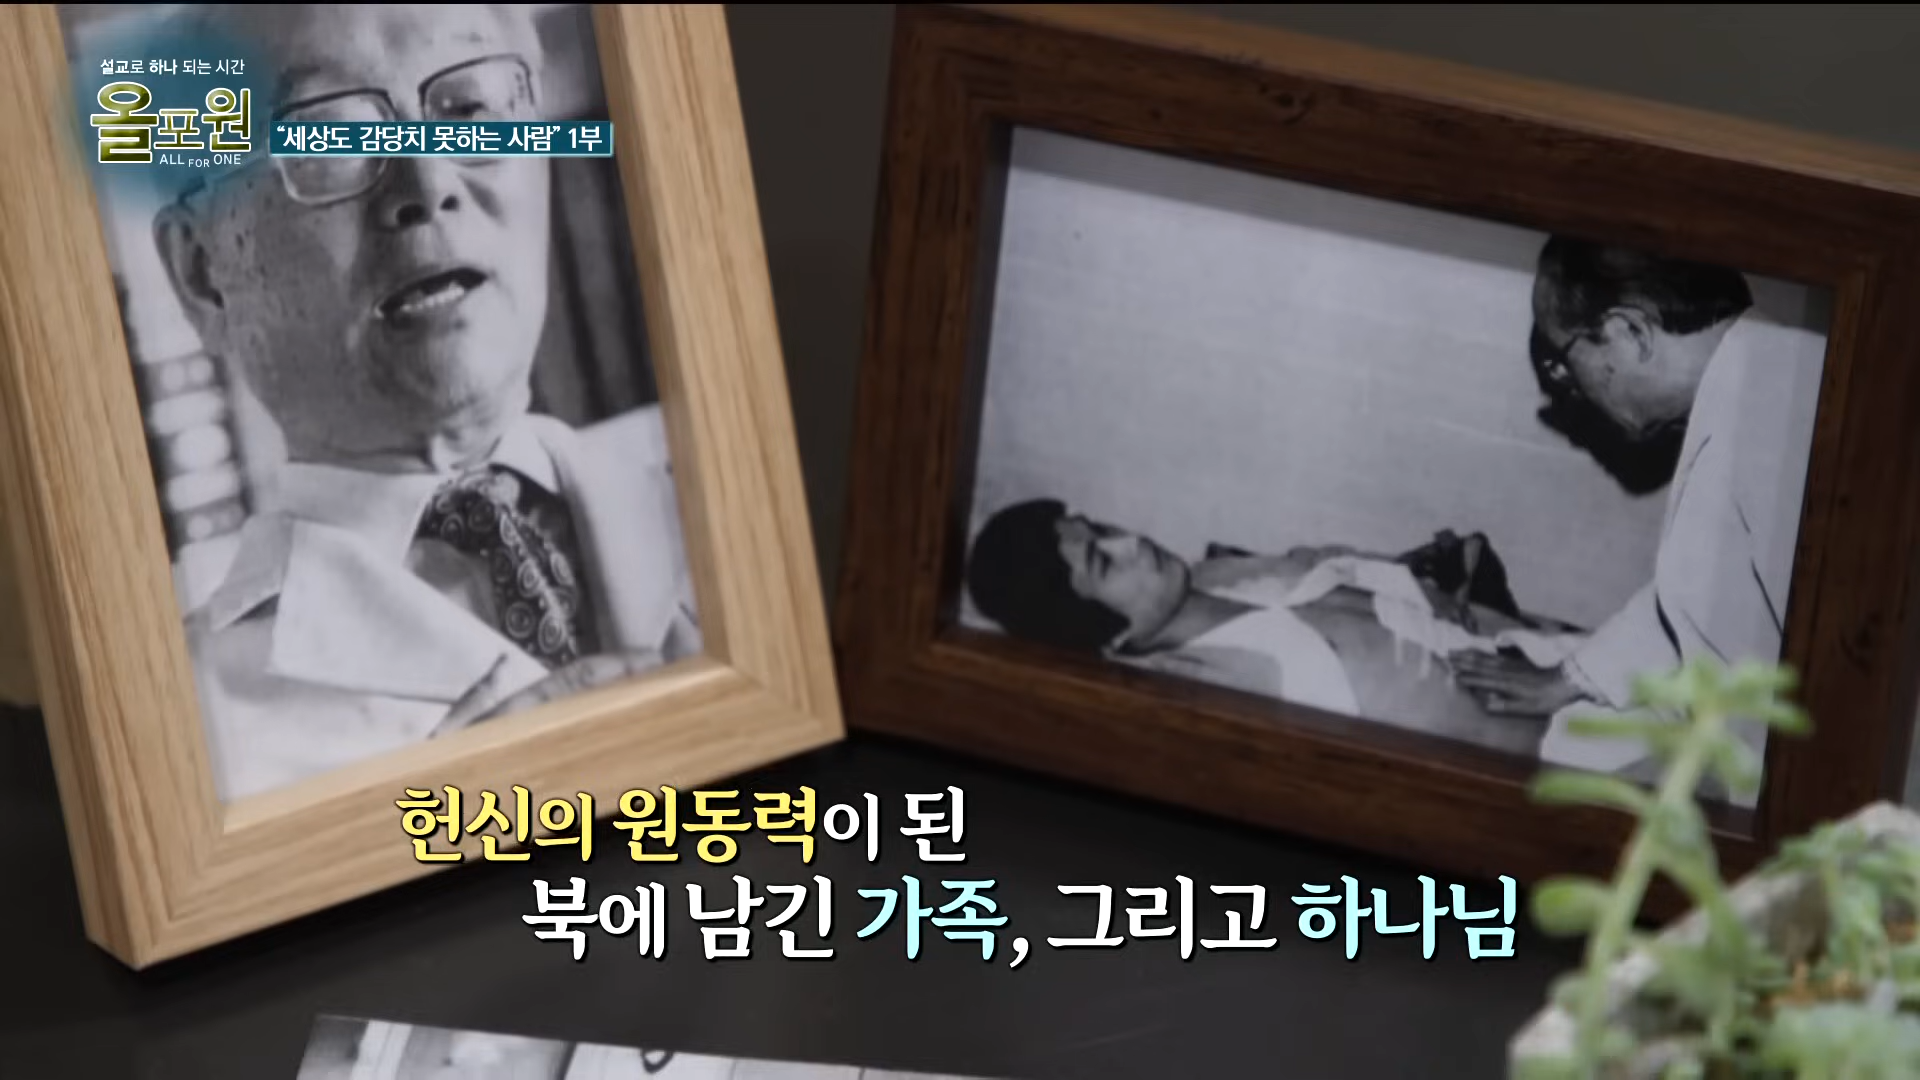 설교로 하나 되는 시간
올포원
ALL FOR ONE
“세상도 감당치 못하는 사람” 1부
헌신의 원동력이 된
북에 남긴 가족, 그리고 하나님